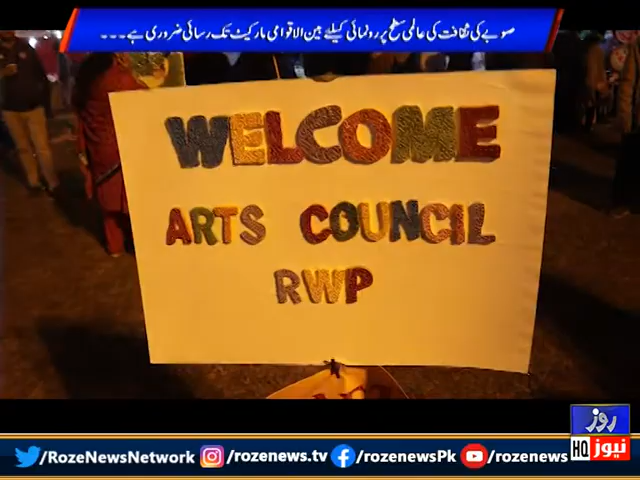 صوبے کی ثقافت کی عالمی سطح پر رونمائی کیلئے بین الاقوامی مارکیٹ تک رسائی ضروری ہے۔۔۔
WELCOME
ARTS COUNCIL
RWP
روز
HQ نیوز
/RozeNewsNetwork /rozenews.tv /rozenewsPk /rozenews